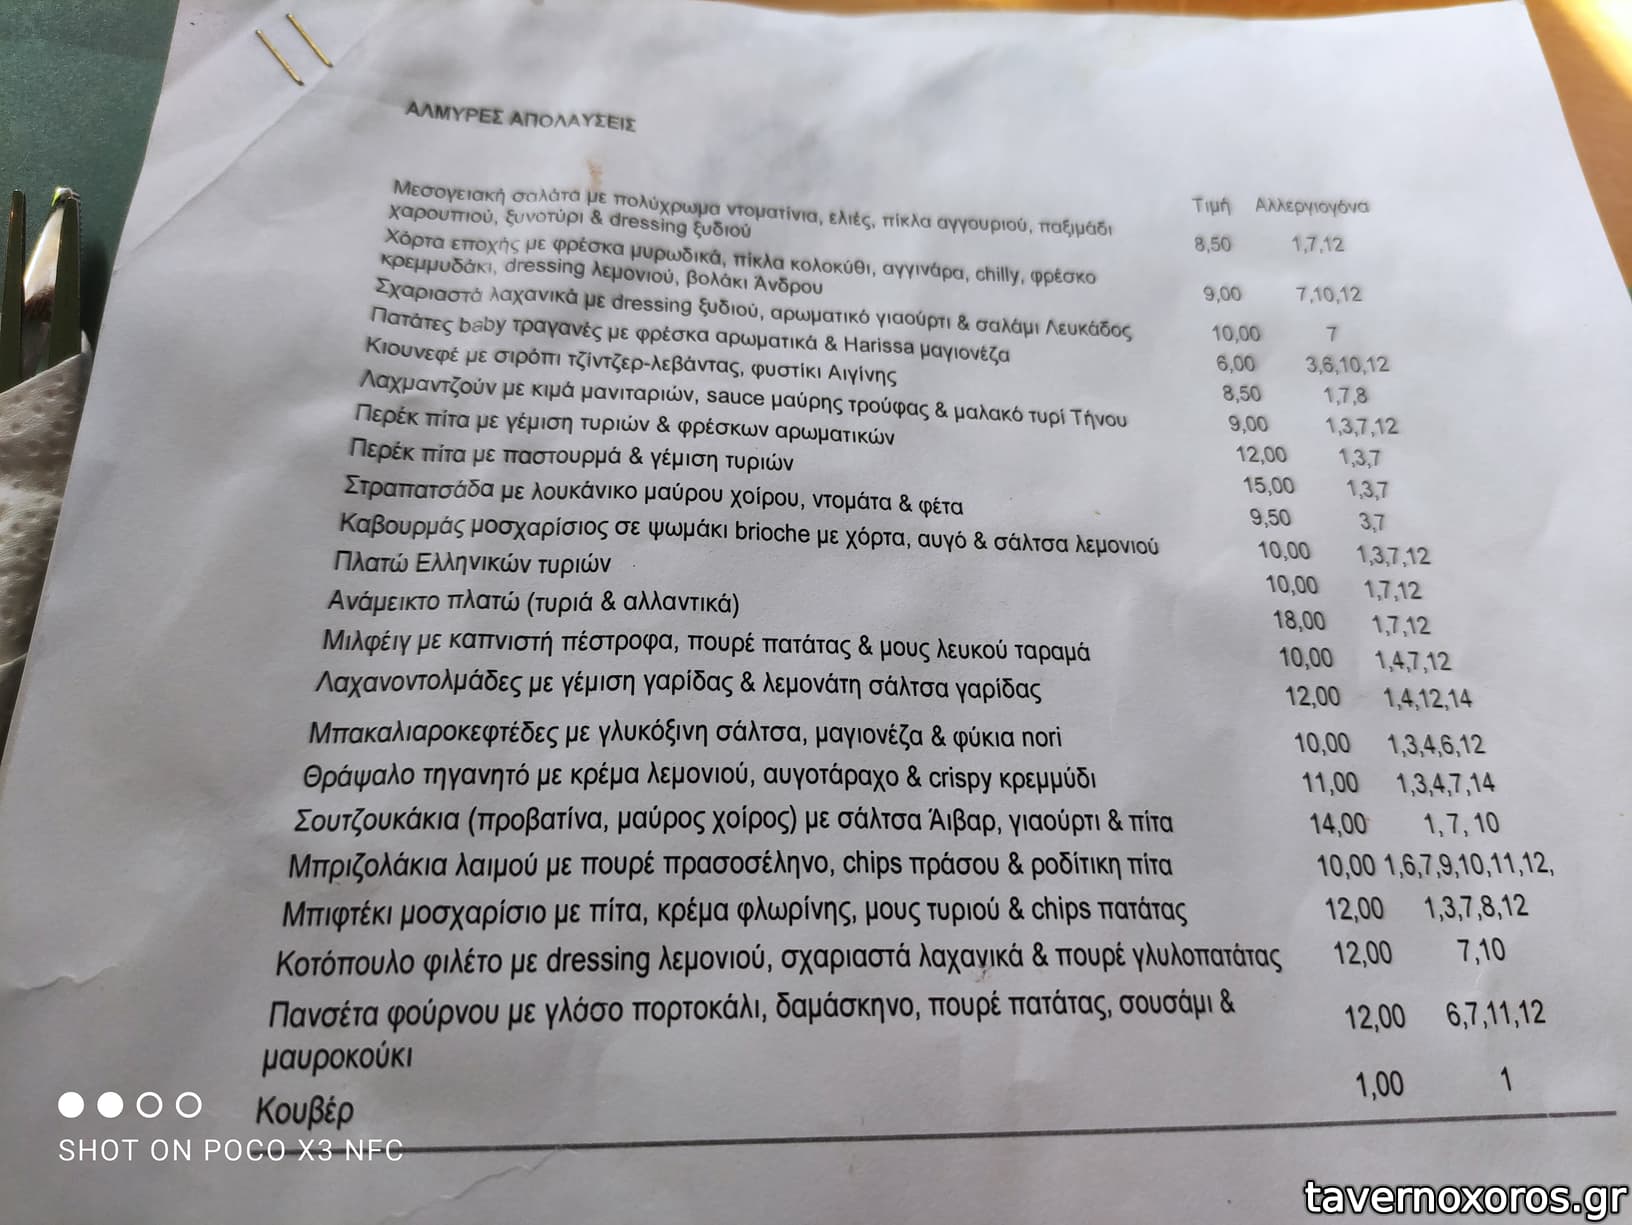 ΑΛΜΥΡΕΣ ΑΠΟΛΑΥΣΕΙΣ
Τιμή Αλλεργιογόνα
Μεσογειακή σαλάτα με πολύχρωμα ντοματίνια, ελιές, πίκλα αγγουριού, παξιμάδι
χαρουπιού, ξυνοτύρι & dressing ξυδιού 8,50 1,7,12
Χόρτα εποχής με φρέσκα μυρωδικά, πίκλα κολοκύθι, αγγινάρα, chilly, φρέσκο
κρεμμυδάκι, dressing λεμονιού, βολάκι Άνδρου 9,00 7,10,12
Σχαριαστά λαχανικά με dressing ξυδιού, αρωματικό γιαούρτι & σαλάμι Λευκάδος 10,00 7
Πατάτες baby τραγανές με φρέσκα αρωματικά & Harissa μαγιονέζα 6,00 3,6,10,12
Κιουνεφέ με σιρόπι τζίντζερ-λεβάντας, φυστίκι Αιγίνης 8,50 1,7,8
Λαχμαντζούν με κιμά μανιταριών, sauce μαύρης τρούφας & μαλακό τυρί Τήνου 9,00 1,3,7,12
Περέκ πίτα με γέμιση τυριών & φρέσκων αρωματικών 12,00 1,3,7
Περέκ πίτα με παστουρμά & γέμιση τυριών 15,00 1,3,7
Στραπατσάδα με λουκάνικο μαύρου χοίρου, ντομάτα & φέτα 9,50 3,7
Καβουρμάς μοσχαρίσιος σε ψωμάκι brioche με χόρτα, αυγό & σάλτσα λεμονιού 10,00 1,3,7,12
Πλατώ Ελληνικών τυριών 10,00 1,7,12
Ανάμεικτο πλατώ (τυριά & αλλαντικά) 18,00 1,7,12
Μιλφέιγ με καπνιστή πέστροφα, πουρέ πατάτας & μους λευκού ταραμά 10,00 1,4,7,12
Λαχανοντολμάδες με γέμιση γαρίδας & λεμονάτη σάλτσα γαρίδας 12,00 1,4,12,14
Μπακαλιαροκεφτέδες με γλυκόξινη σάλτσα, μαγιονέζα & φύκια nori 10,00 1,3,4,6,12
Θράψαλο τηγανητό με κρέμα λεμονιού, αυγοτάραχο & crispy κρεμμύδι 11,00 1,3,4,7,14
Σουτζουκάκια (προβατίνα, μαύρος χοίρος) με σάλτσα Άιβαρ, γιαούρτι & πίτα 14,00 1, 7, 10
Μπριζολάκια λαιμού με πουρέ πρασοσέληνο, chips πράσου & ροδίτικη πίτα 10,00 1,6,7,9,10,11,12,
Μπιφτέκι μοσχαρίσιο με πίτα, κρέμα φλωρίνης, μους τυριού & chips πατάτας 12,00 1,3,7,8,12
Κοτόπουλο φιλέτο με dressing λεμονιού, σχαριαστά λαχανικά & πουρέ γλυλοπατάτας 12,00 7,10
Πανσέτα φούρνου με γλάσο πορτοκάλι, δαμάσκηνο, πουρέ πατάτας, σουσάμι & 12,00 6,7,11,12
μαυροκούκι
Κουβέρ 1,00 1
SHOT ON POCO X3 NFC
tavernoxoros.gr